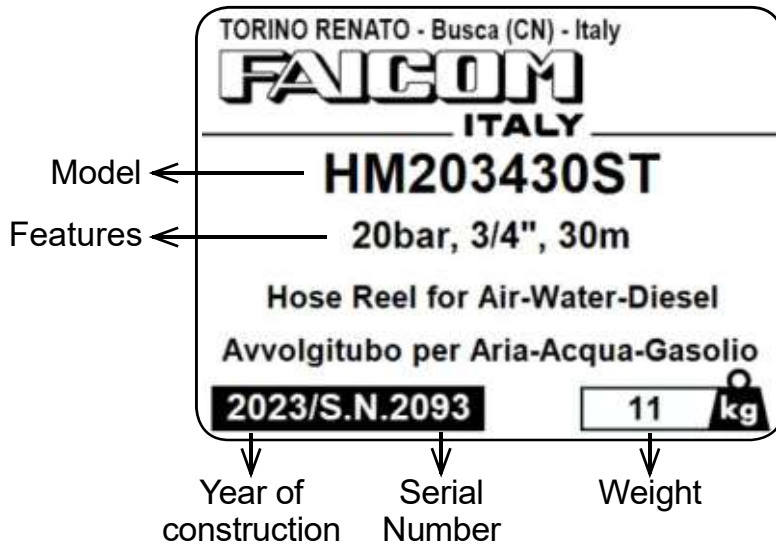 TORINO RENATO - Busca (CN) - Italy
FAICOM
ITALY
Model
HM203430ST
Features
20bar, 3/4", 30m
Hose Reel for Air-Water-Diesel
Avvolgitubo per Aria-Acqua-Gasolio
2023/S.N.2093
11
kg
Year of
construction
Serial
Number
Weight